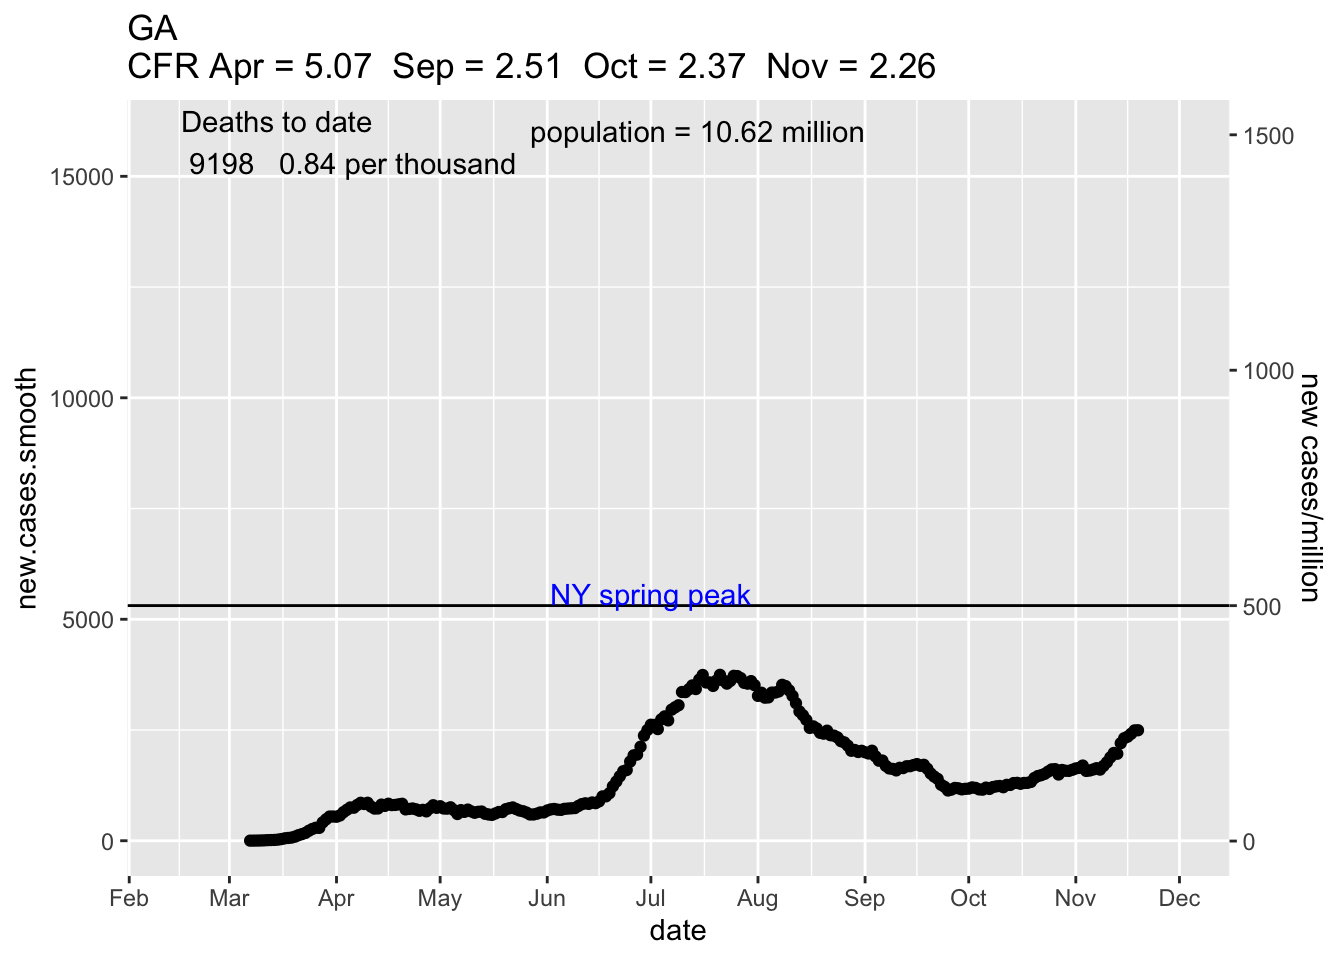 GA
CFR Apr = 5.07  Sep = 2.51  Oct = 2.37  Nov = 2.26
Deaths to date
9198   0.84 per thousand
population = 10.62 million
NY spring peak
new.cases.smooth
15000
10000
5000
0
new cases/million
1500
1000
500
0
Feb Mar Apr May Jun Jul Aug Sep Oct Nov Dec
date